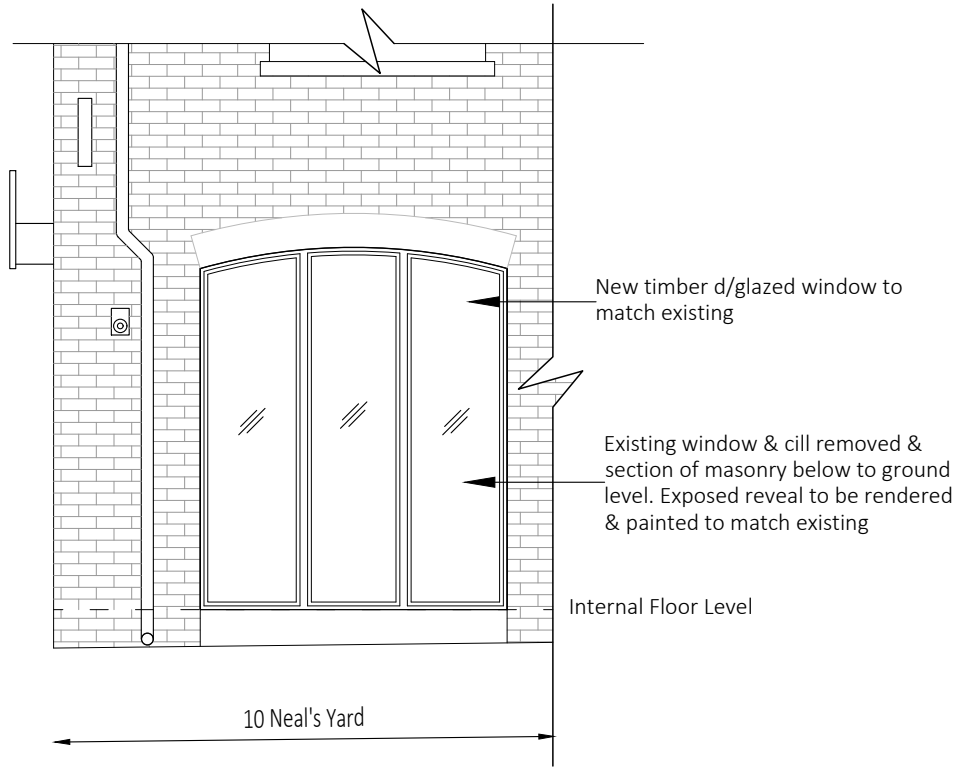 New timber d/glazed window to
match existing
Existing window & cill removed &
section of masonry below to ground
level. Exposed reveal to be rendered
& painted to match existing
Internal Floor Level
10 Neal's Yard